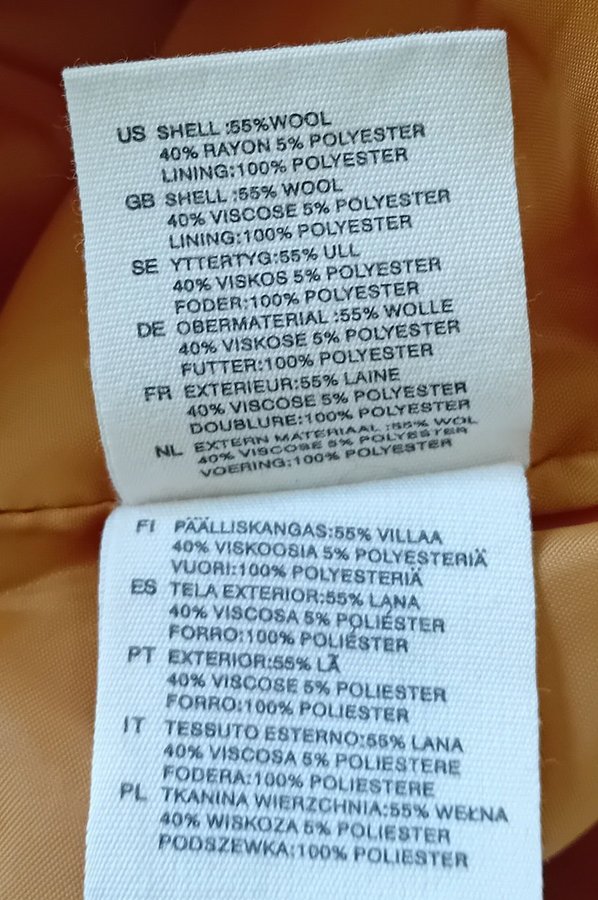 US SHELL :55%WOOL
40% RAYON 5% POLYESTER
LINING:100% POLYESTER
GB SHELL :55% WOOL
40% VISCOSE 5% POLYESTER
LINING:100% POLYESTER
SE YTTERTYG:55% ULL
40% VISKOS 5% POLYESTER
FODER:100% POLYESTER
DE OBERMATERIAL :55% WOLLE
40% VISKOSE 5% POLYESTER
FUTTER:100% POLYESTER
FR EXTERIEUR:55% LAINE
40% VISCOSE 5% POLYESTER
DOUBLURE:100% POLYESTER
NL EXTERN MATERIAAL :55% WOL
40% VISCOSE 5% POLYESTER
VOERING:100% POLYESTER
FI PÄÄLLISKANGAS:55% VILLAA
40% VISKOOSIA 5% POLYESTERIÄ
VUORI:100% POLYESTERIÄ
ES TELA EXTERIOR:55% LANA
40% VISCOSA 5% POLIÉSTER
FORRO:100% POLIÉSTER
PT EXTERIOR:55% LÃ
40% VISCOSE 5% POLIESTER
FORRO:100% POLIESTER
IT TESSUTO ESTERNO:55% LANA
40% VISCOSA 5% POLIESTERE
FODERA:100% POLIESTERE
PL TKANINA WIERZCHNIA:55% WEŁNA
40% WISKOZA 5% POLIESTER
PODSZEWKA:100% POLIESTER